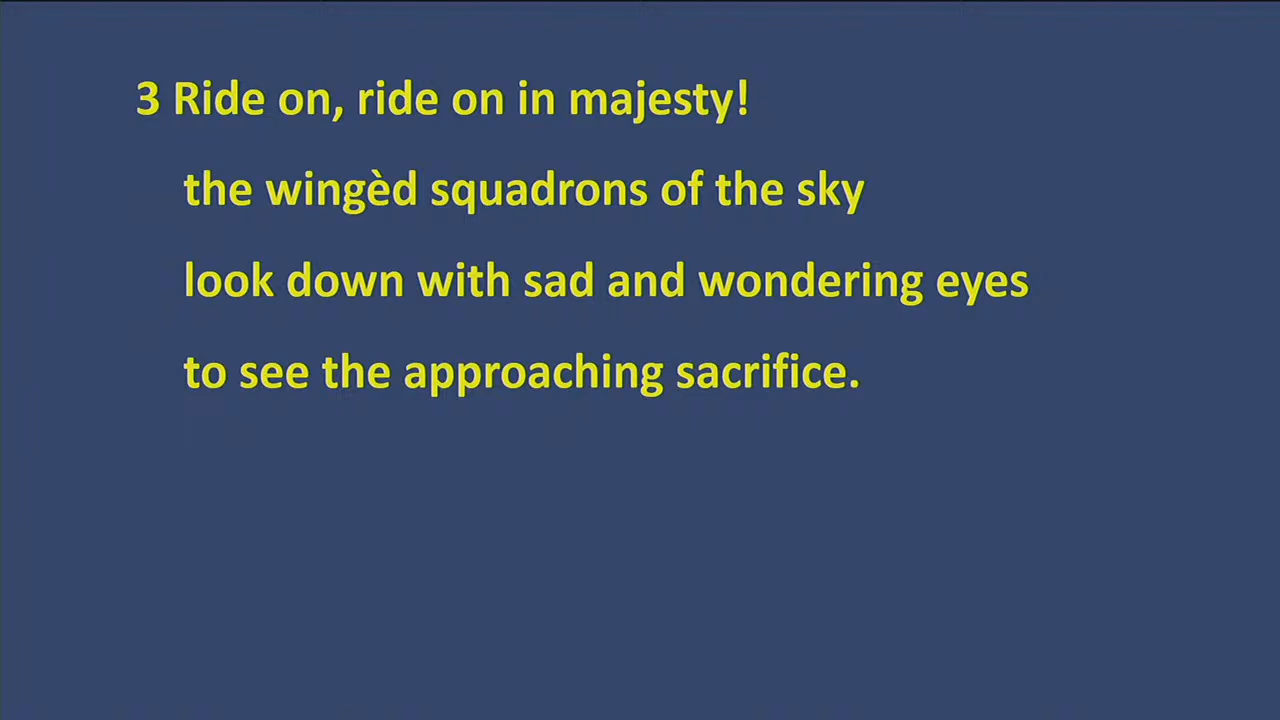 3 Ride on, ride on in majesty!
the wingèd squadrons of the sky
look down with sad and wondering eyes
to see the approaching sacrifice.